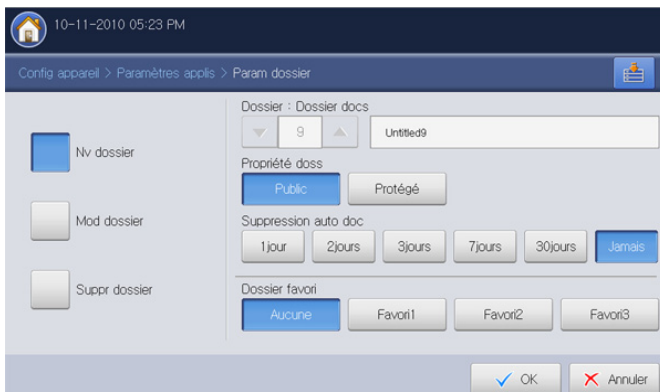 10-11-2010 05:23 PM
Config appareil > Paramètres applis > Param dossier
Dossier : Dossier docs
9
Untitled9
Nv dossier
Propriété doss
Public
Protégé
Mod dossier
Suppression auto doc
1jour
2jours
3jours
7jours
30jours
Jamais
Suppr dossier
Dossier favori
Aucune
Favori1
Favori2
Favori3
OK
Annuler